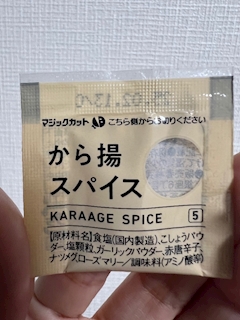 マジックカット こちら側から切りください
から揚
スパイス
KARAAGE SPICE 5
【原材料名】食塩(国内製造)、こしょうパウ
ダー、塩顆粒、ガーリックパウダー、赤唐辛子、
ナツメグ、ローズマリー/調味料(アミノ酸等)